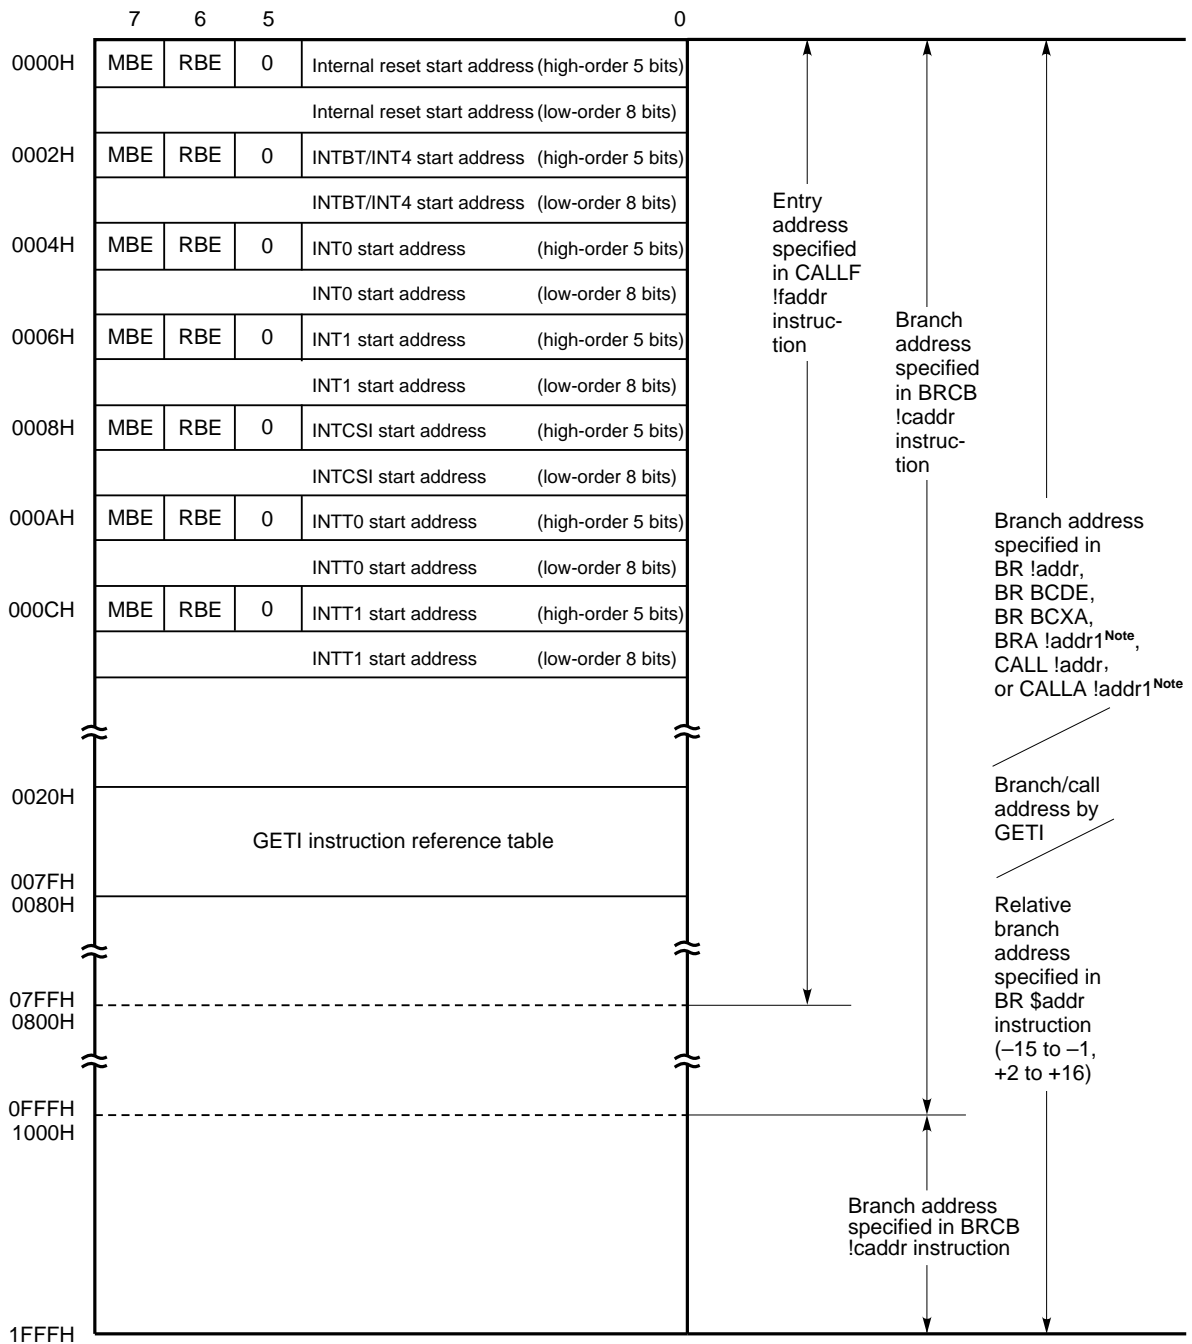 7 6 5 0
0000H MBE RBE 0 Internal reset start address (high-order 5 bits)
Internal reset start address (low-order 8 bits)
0002H MBE RBE 0 INTBT/INT4 start address (high-order 5 bits)
INTBT/INT4 start address (low-order 8 bits)
0004H MBE RBE 0 INT0 start address (high-order 5 bits)
INT0 start address (low-order 8 bits)
0006H MBE RBE 0 INT1 start address (high-order 5 bits)
INT1 start address (low-order 8 bits)
0008H MBE RBE 0 INTCSI start address (high-order 5 bits)
INTCSI start address (low-order 8 bits)
000AH MBE RBE 0 INTT0 start address (high-order 5 bits)
INTT0 start address (low-order 8 bits)
000CH MBE RBE 0 INTT1 start address (high-order 5 bits)
INTT1 start address (low-order 8 bits)
0020H
GETI instruction reference table
007FH
0080H
07FFH
0800H
0FFFH
1000H
1FFFH
Entry
address
specified
in CALLF
!faddr
instruc-
tion
Branch
address
specified
in BRCB
!caddr
instruc-
tion
Branch address
specified in BRCB
!caddr instruction
Branch address
specified in
BR !addr,
BR BCDE,
BR BCXA,
BRA !addr1Note,
CALL !addr,
or CALLA !addr1Note
Branch/call
address by
GETI
Relative
branch
address
specified in
BR $addr
instruction
(–15 to –1,
+2 to +16)